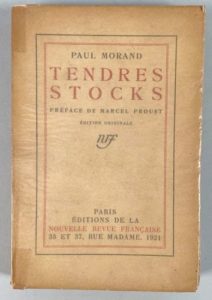 PAUL MORAND
TENDRES
STOCKS
PRÉFACE DE MARCEL PROUST
ÉDITION ORIGINALE
nrf
PARIS
ÉDITIONS DE LA
NOUVELLE REVUE FRANÇAISE
35 ET 37, RUE MADAME, 1921